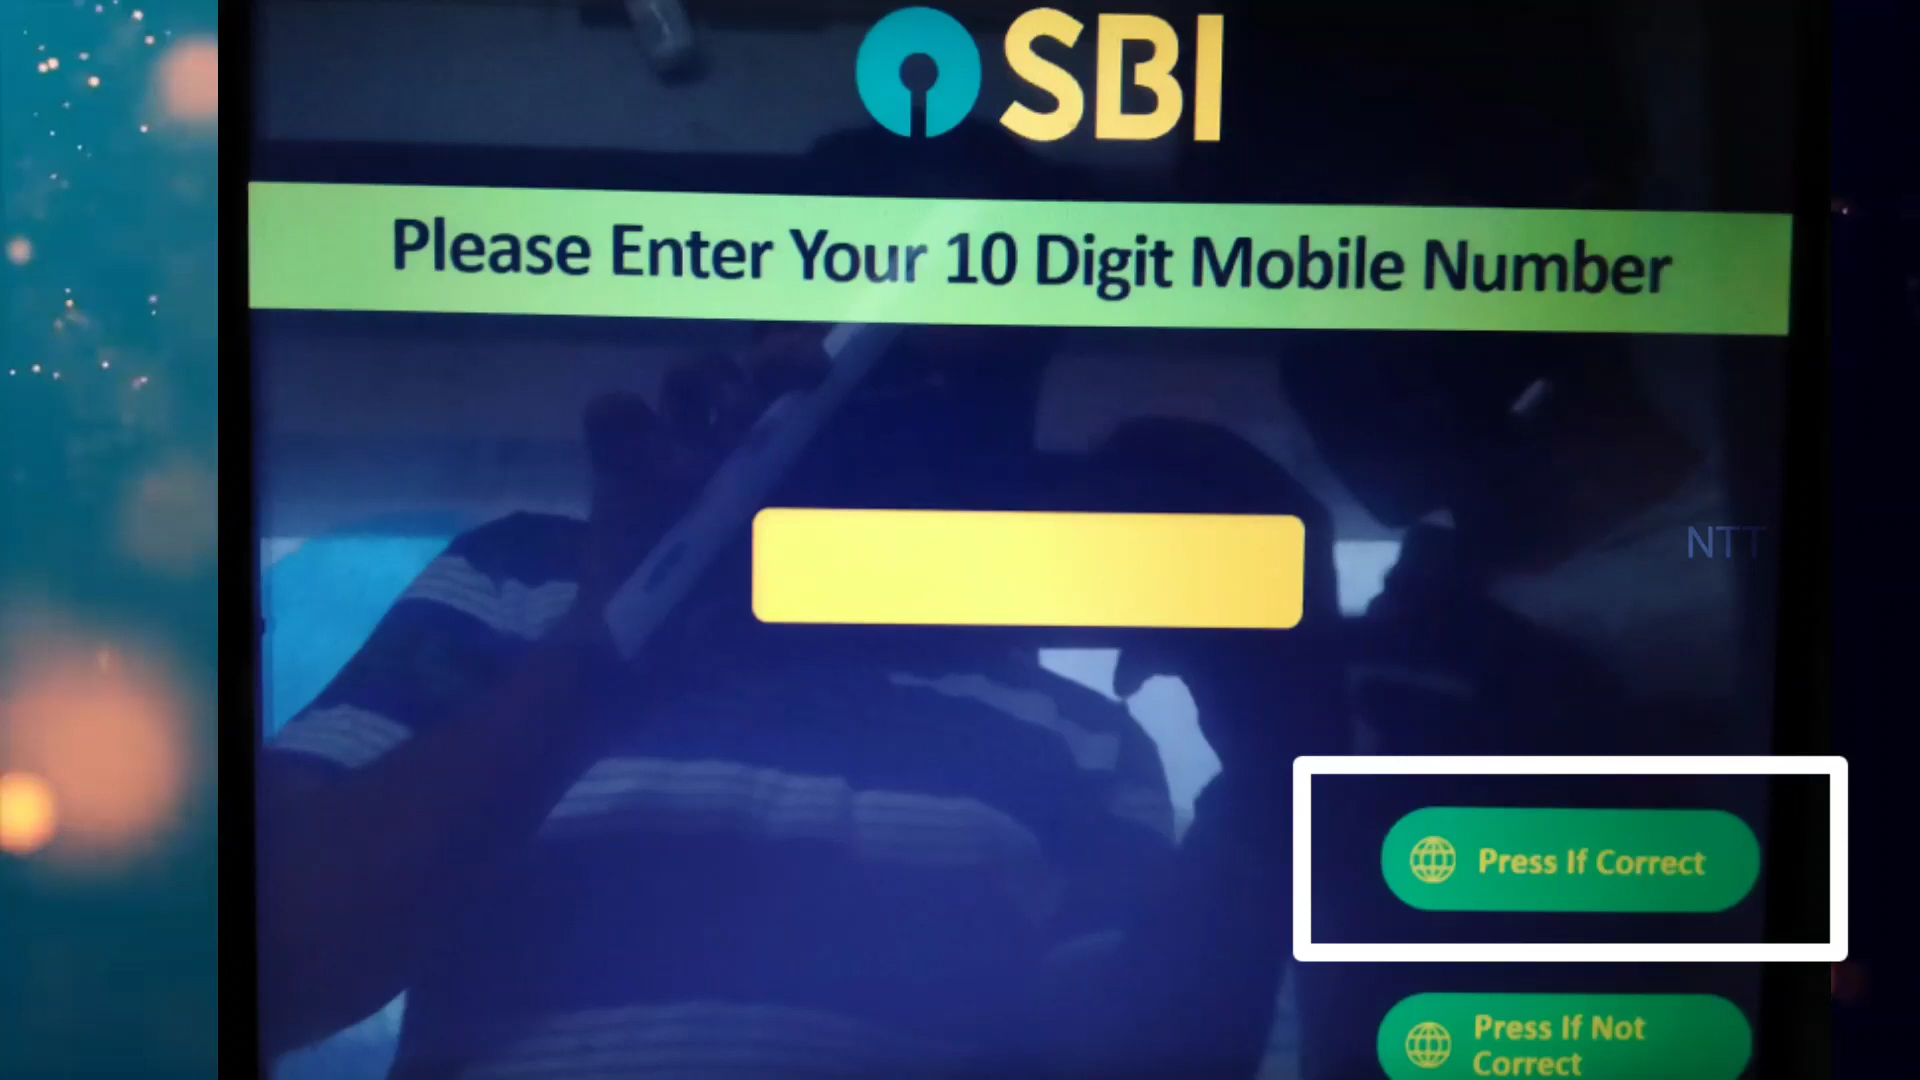 SBI
Please Enter Your 10 Digit Mobile Number
NTT
Press If Correct
Press If Not
Correct